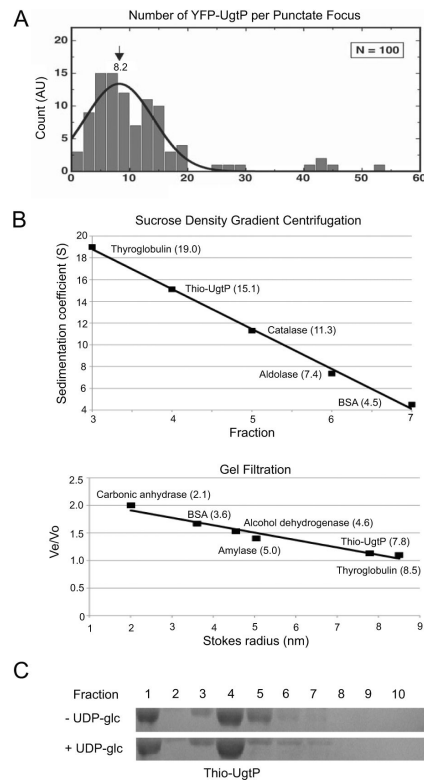 A
Number of YFP-UgtP per Punctate Focus
8.2
N = 100
Count (AU)
20
15
10
5
0
0 10 20 30 40 50 60
B
Sucrose Density Gradient Centrifugation
Sedimentation coefficient (S)
20
18
16
14
12
10
8
6
4
Thyroglobulin (19.0)
Thio-UgtP (15.1)
Catalase (11.3)
Aldolase (7.4)
BSA (4.5)
3 4 5 6 7
Fraction
Gel Filtration
Ve/Vo
2.5
2.0
1.5
1.0
0.5
0.0
Carbonic anhydrase (2.1)
BSA (3.6)
Alcohol dehydrogenase (4.6)
Amylase (5.0)
Thio-UgtP (7.8)
Thyroglobulin (8.5)
1 2 3 4 5 6 7 8 9
Stokes radius (nm)
C
Fraction 1 2 3 4 5 6 7 8 9 10
- UDP-glc
+ UDP-glc
Thio-UgtP